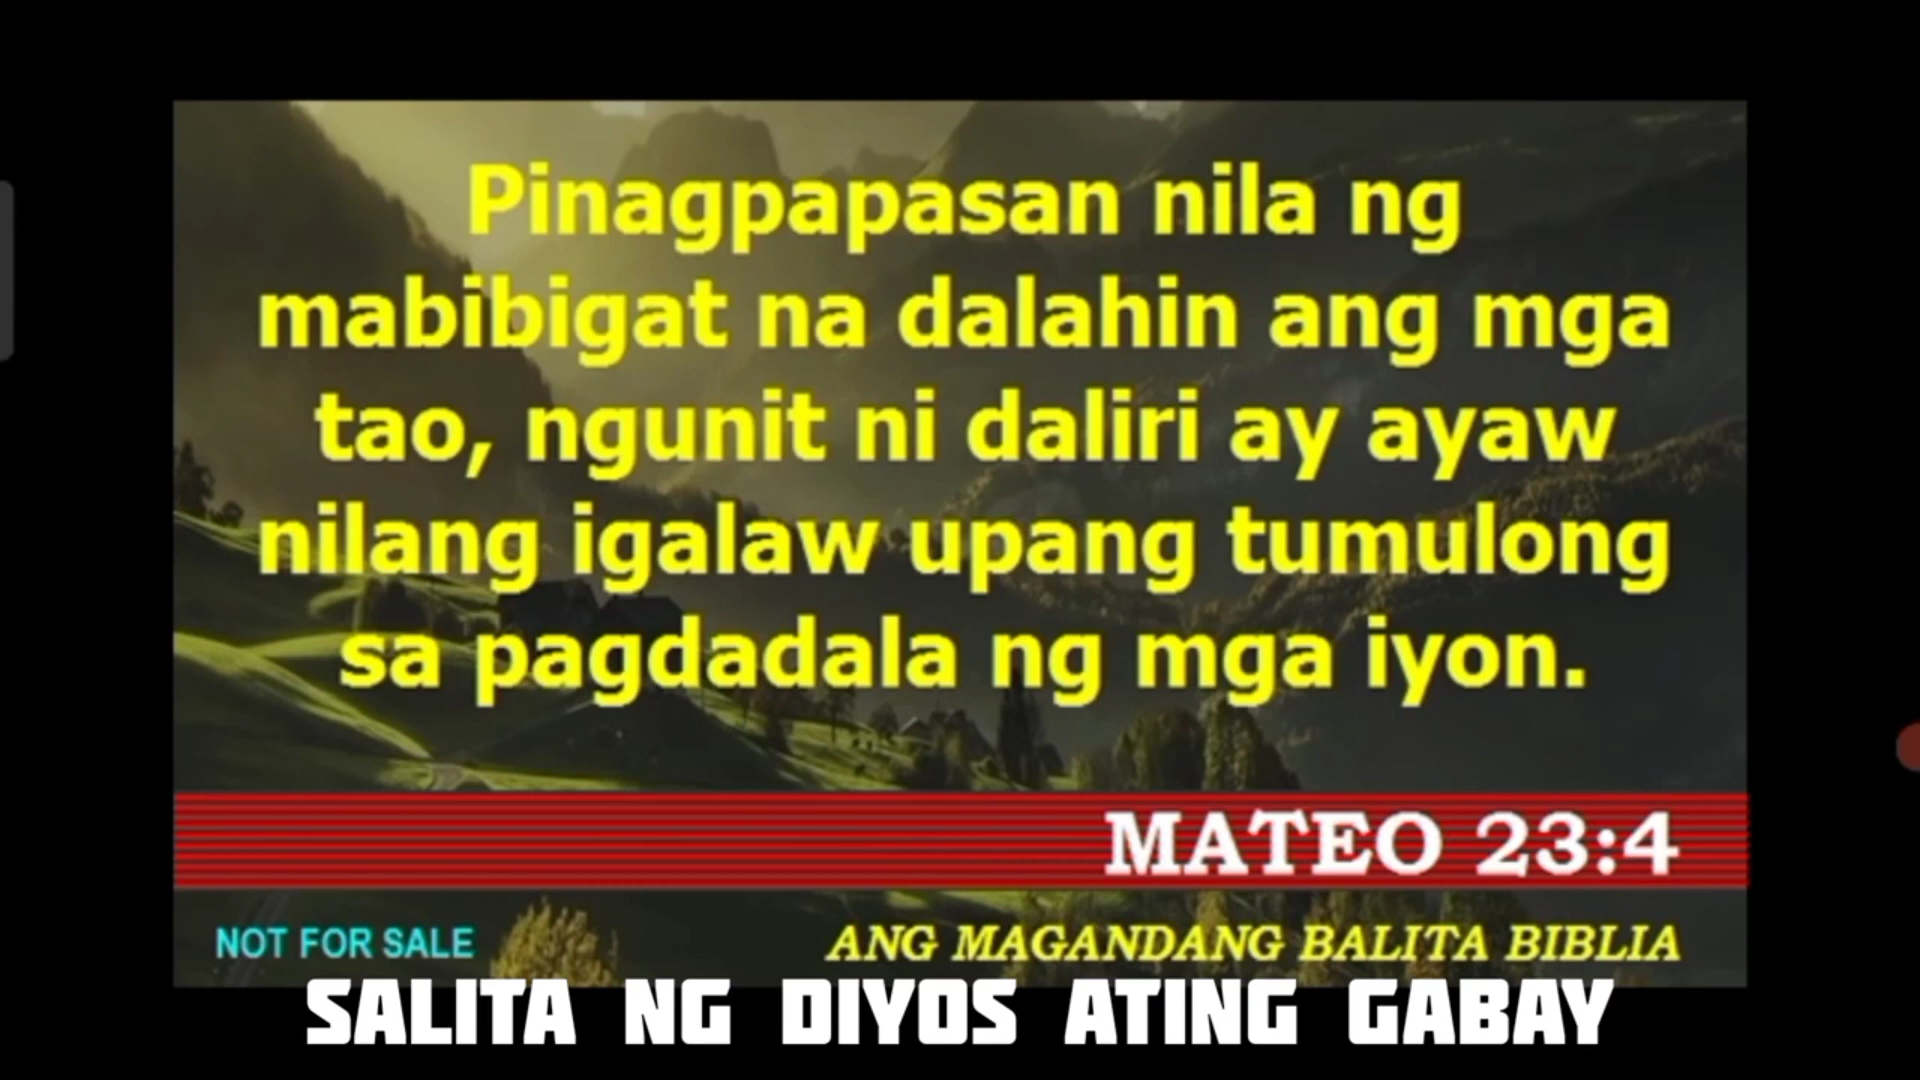 Pinagpapasan nila ng
mabibigat na dalahin ang mga
tao, ngunit ni daliri ay ayaw
nilang igalaw upang tumulong
sa pagdadala ng mga iyon.
MATEO 23:4
NOT FOR SALE
ANG MAGANDANG BALITA BIBLIA
SALITA NG DIYOS ATING GABAY